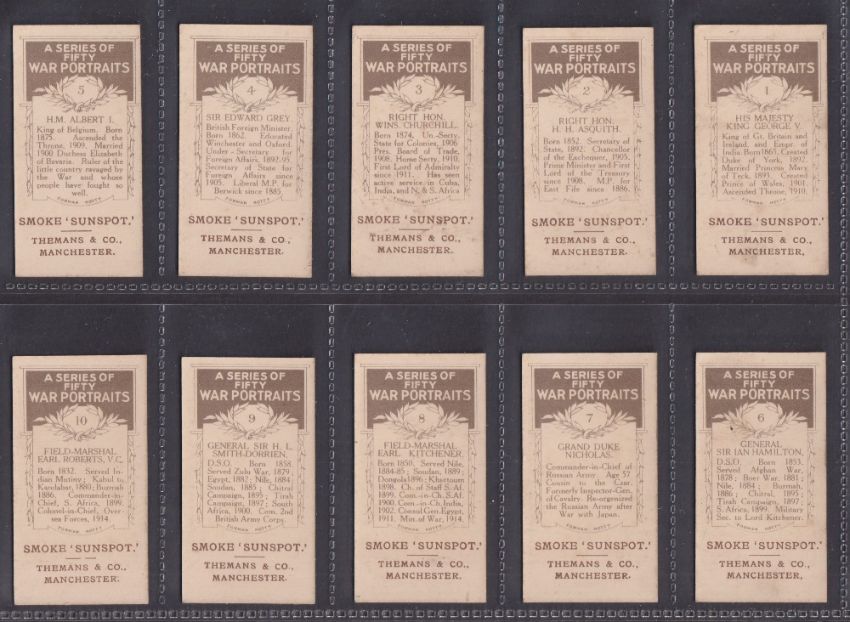 A SERIES OF
FIFTY
WAR PORTRAITS
5
H.M. ALBERT I.
King of Belgium. Born
1875. Ascended the
Throne, 1909. Married
1900 Duchess Elizabeth
of Bavaria. Ruler of the
little country ravaged by
the War and whose
people have fought so
well.
SMOKE 'SUNSPOT.'
THEMANS & CO.,
MANCHESTER.
A SERIES OF
FIFTY
WAR PORTRAITS
4
SIR EDWARD GREY.
British Foreign Minister.
Born 1862. Educated
Winchester and Oxford.
Under-Secretary for
Foreign Affairs, 1892-95.
Secretary of State for
Foreign Affairs since
1905. Liberal M.P. for
Berwick since 1885.
SMOKE 'SUNSPOT.'
THEMANS & CO.,
MANCHESTER.
A SERIES OF
FIFTY
WAR PORTRAITS
3
RIGHT HON.
WINS. CHURCHILL.
Born 1874. Un.-Secty.
State for Colonies, 1906
Pres. Board of Trade,
1908. Home Secty, 1910.
First Lord of Admiralty
since 1911. Has seen
active service in Cuba,
India, and N. & S. Africa
SMOKE 'SUNSPOT.'
THEMANS & CO.,
MANCHESTER.
A SERIES OF
FIFTY
WAR PORTRAITS
2
RIGHT HON.
H. H. ASQUITH.
Born 1852. Secretary of
State, 1892. Chancellor
of the Exchequer, 1905.
Prime Minister and First
Lord of the Treasury
since 1908. M.P. for
East Fife since 1886.
SMOKE 'SUNSPOT.'
THEMANS & CO.,
MANCHESTER.
A SERIES OF
FIFTY
WAR PORTRAITS
1
HIS MAJESTY
KING GEORGE V.
King of Gt. Britain and
Ireland, and Empr. of
India. Born 1865. Created
Duke of York, 1892.
Married Princess Mary
of Teck, 1893. Created
Prince of Wales, 1901.
Ascended Throne, 1910.
SMOKE 'SUNSPOT.'
THEMANS & CO.,
MANCHESTER,
A SERIES OF
FIFTY
WAR PORTRAITS
10
FIELD-MARSHAL
EARL ROBERTS, V.C.
Born 1832. Served Ind-
ian Mutiny; Kabul to
Kandahar, 1880; Burmah
1886. Commander-in-
Chief, S. Africa, 1899.
Colonel-in-Chief, Over-
sea Forces, 1914.
SMOKE 'SUNSPOT.'
THEMANS & CO.,
MANCHESTER.
A SERIES OF
FIFTY
WAR PORTRAITS
9
GENERAL SIR H. L.
SMITH-DORRIEN.
D.S.O. Born 1858.
Served Zulu War, 1879;
Egypt, 1882; Nile, 1884
Soudan, 1885; Chitral
Campaign, 1895; Tirah
Campaign, 1897; South
Africa, 1900. Com. 2nd
British Army Corps.
SMOKE 'SUNSPOT.'
THEMANS & CO.,
MANCHESTER.
A SERIES OF
FIFTY
WAR PORTRAITS
8
FIELD-MARSHAL
EARL KITCHENER.
Born 1850. Served Nile,
1884-85; Soudan, 1889;
Dongola 1896; Khartoum
1898. Ch. of Staff S. Af.
1899. Com.-in-Ch. S. Af.
1900. Com.-in-Ch. India,
1902. Consul Gen. Egypt,
1911. Min. of War, 1914.
SMOKE 'SUNSPOT.'
THEMANS & CO.,
MANCHESTER.
A SERIES OF
FIFTY
WAR PORTRAITS
7
GRAND DUKE
NICHOLAS.
Commander-in-Chief of
Russian Army. Age 57.
Cousin to the Czar.
Formerly Inspector-Gen.
of Cavalry. Re-organized
the Russian Army after
War with Japan.
SMOKE 'SUNSPOT.'
THEMANS & CO.,
MANCHESTER.
A SERIES OF
FIFTY
WAR PORTRAITS
6
GENERAL
SIR IAN HAMILTON,
D.S.O. Born 1853.
Served Afghan War,
1878; Boer War, 1881;
Nile, 1884; Burmah,
1886; Chitral, 1895;
Tirah Campaign, 1897;
S. Africa, 1899. Military
Sec. to Lord Kitchener.
SMOKE 'SUNSPOT.'
THEMANS & CO.,
MANCHESTER.